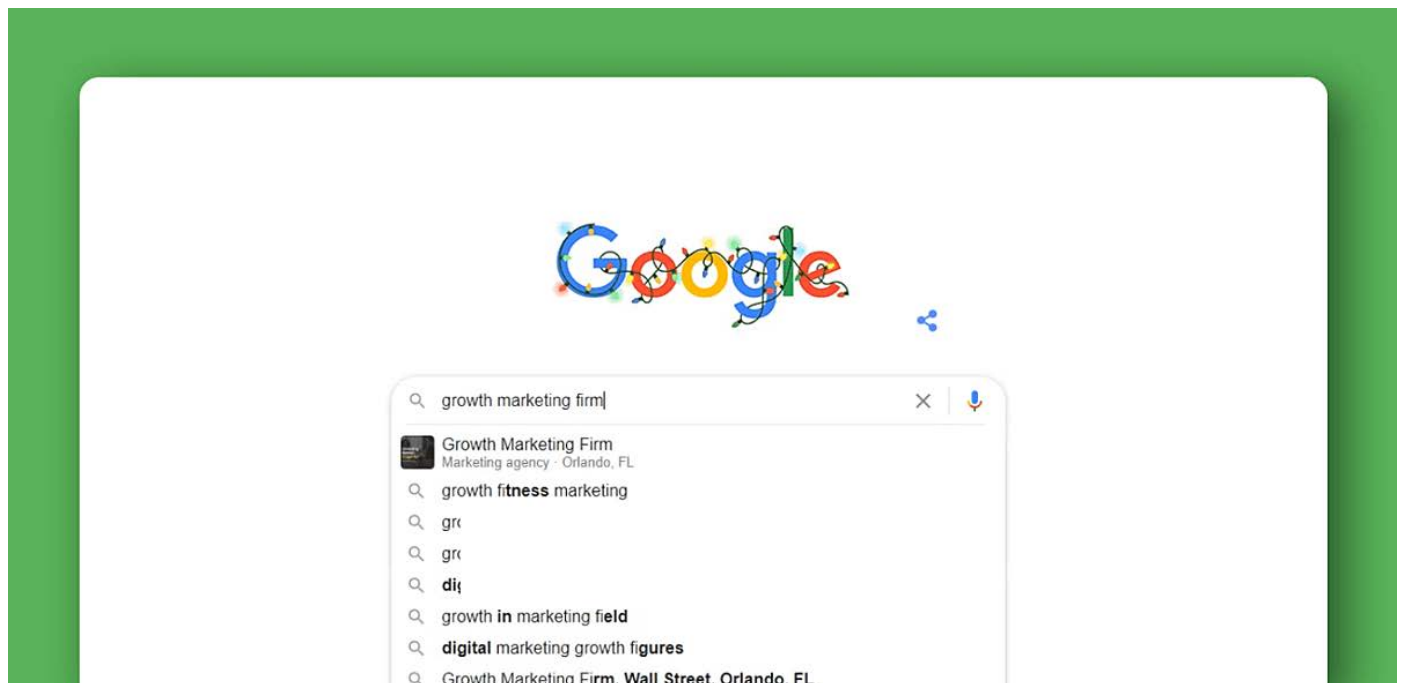 Google
growth marketing firm
Growth Marketing Firm
Marketing agency · Orlando, FL
growth fitness marketing
growth in marketing field
digital marketing growth figures
Growth Marketing Firm, Wall Street, Orlando, FL